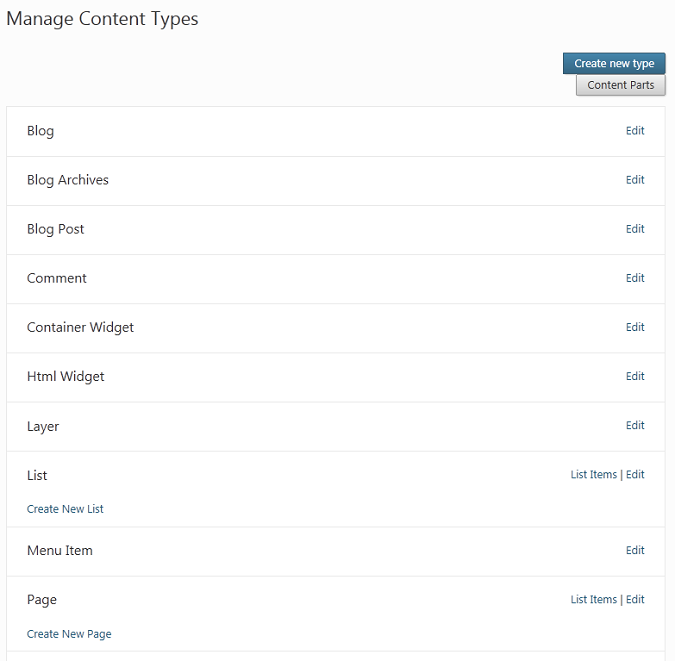 Manage Content Types
Create new type
Content Parts
Blog Edit
Blog Archives Edit
Blog Post Edit
Comment Edit
Container Widget Edit
Html Widget Edit
Layer Edit
List List Items | Edit
Create New List
Menu Item Edit
Page List Items | Edit
Create New Page